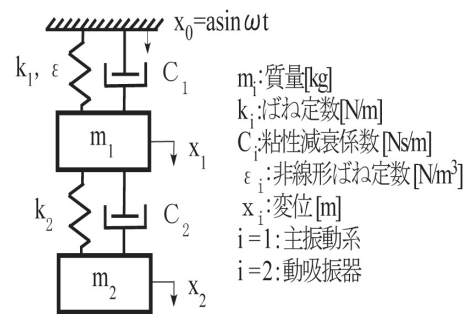 x₀=asinωt
k₁, ε
C₁
m₁
x₁
k₂
C₂
m₂
x₂
mᵢ:質量[kg]
kᵢ:ばね定数[N/m]
Cᵢ:粘性減衰係数[Ns/m]
εᵢ:非線形ばね定数[N/m³]
xᵢ:変位[m]
i=1:主振動系
i=2:動吸振器